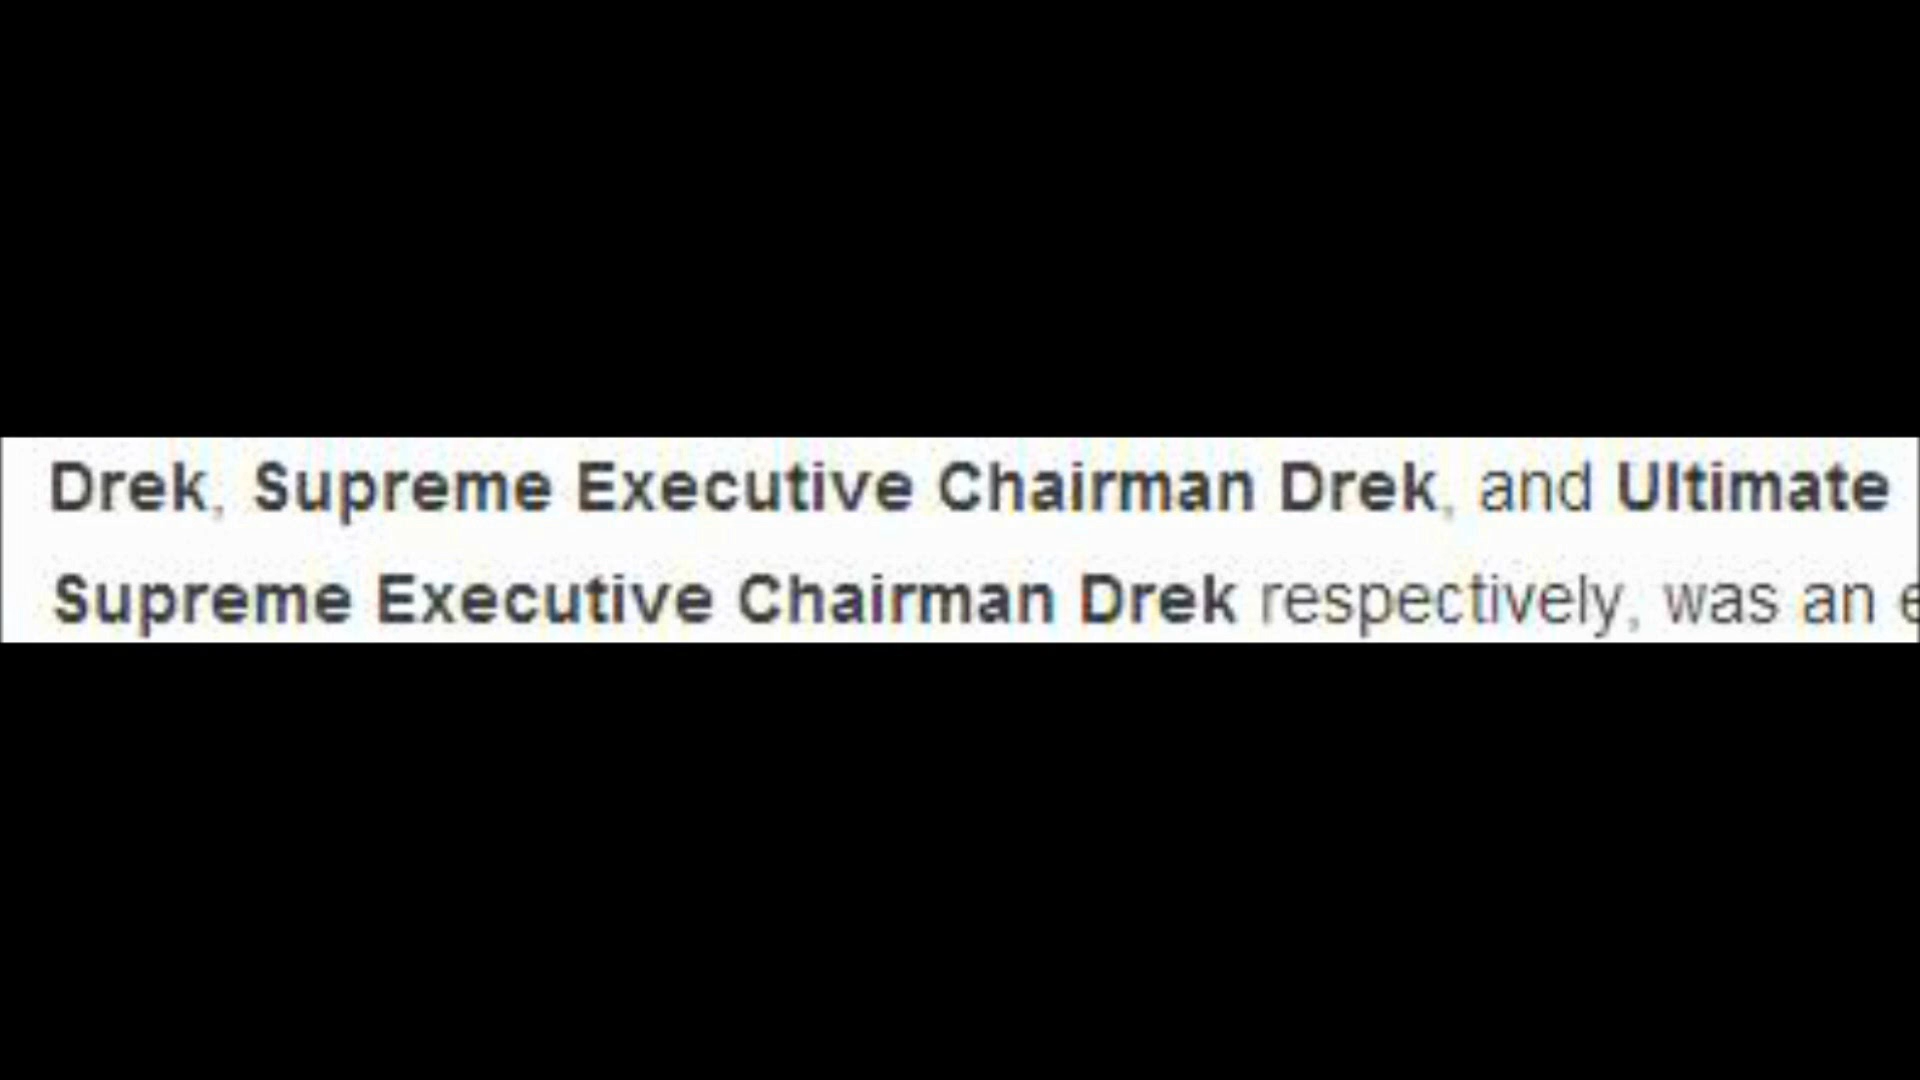 Drek, Supreme Executive Chairman Drek, and Ultimate
Supreme Executive Chairman Drek respectively, was an